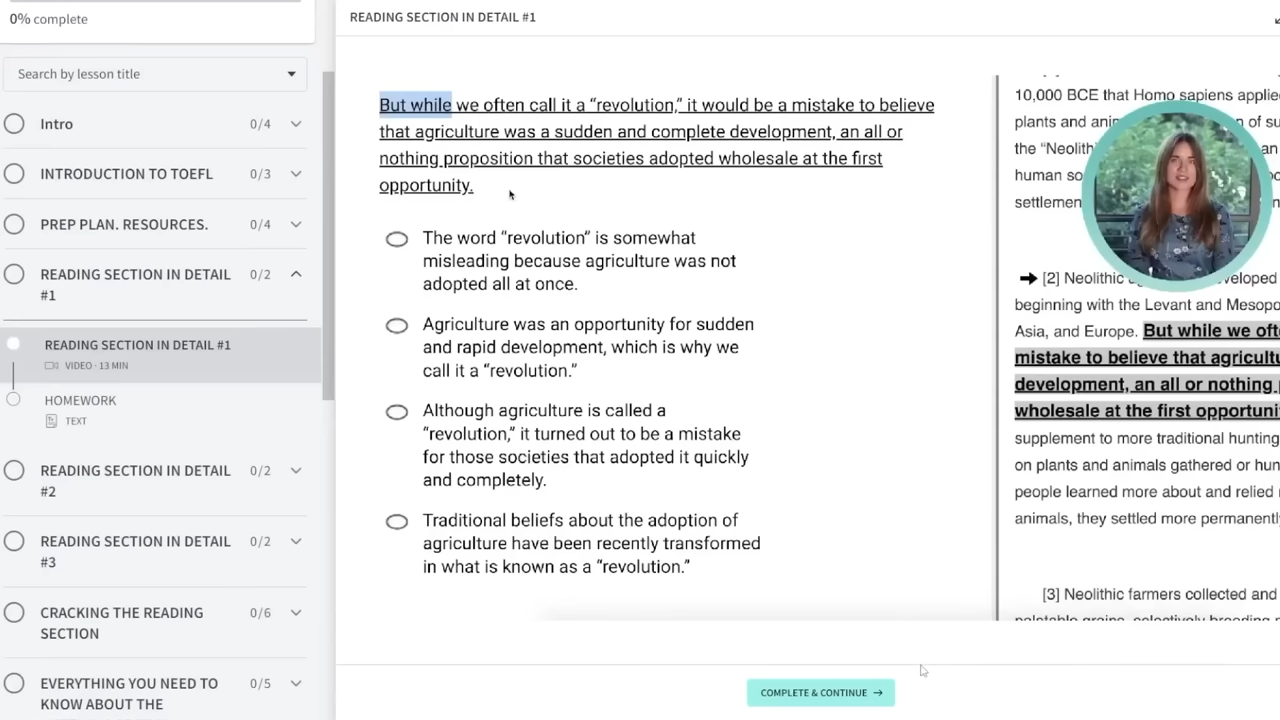 0% complete
Search by lesson title
Intro 0/4
INTRODUCTION TO TOEFL 0/3
PREP PLAN. RESOURCES. 0/4
READING SECTION IN DETAIL 0/2
#1
READING SECTION IN DETAIL #1
VIDEO · 13 MIN
HOMEWORK
TEXT
READING SECTION IN DETAIL 0/2
#2
READING SECTION IN DETAIL 0/2
#3
CRACKING THE READING 0/6
SECTION
EVERYTHING YOU NEED TO 0/5
KNOW ABOUT THE
READING SECTION IN DETAIL #1
But while we often call it a “revolution,” it would be a mistake to believe
that agriculture was a sudden and complete development, an all or
nothing proposition that societies adopted wholesale at the first
opportunity.
The word “revolution” is somewhat
misleading because agriculture was not
adopted all at once.
Agriculture was an opportunity for sudden
and rapid development, which is why we
call it a “revolution.”
Although agriculture is called a
“revolution,” it turned out to be a mistake
for those societies that adopted it quickly
and completely.
Traditional beliefs about the adoption of
agriculture have been recently transformed
in what is known as a “revolution.”
10,000 BCE that Homo sapiens applie
plants and ani of su
the “Neolith an
human so
settlemen
➡ [2] Neolithic veloped
beginning with the Levant and Mesopo
Asia, and Europe. But while we oft
mistake to believe that agricultu
development, an all or nothing
wholesale at the first opportuni
supplement to more traditional hunting
on plants and animals gathered or hun
people learned more about and relied
animals, they settled more permanently
[3] Neolithic farmers collected and
COMPLETE & CONTINUE →